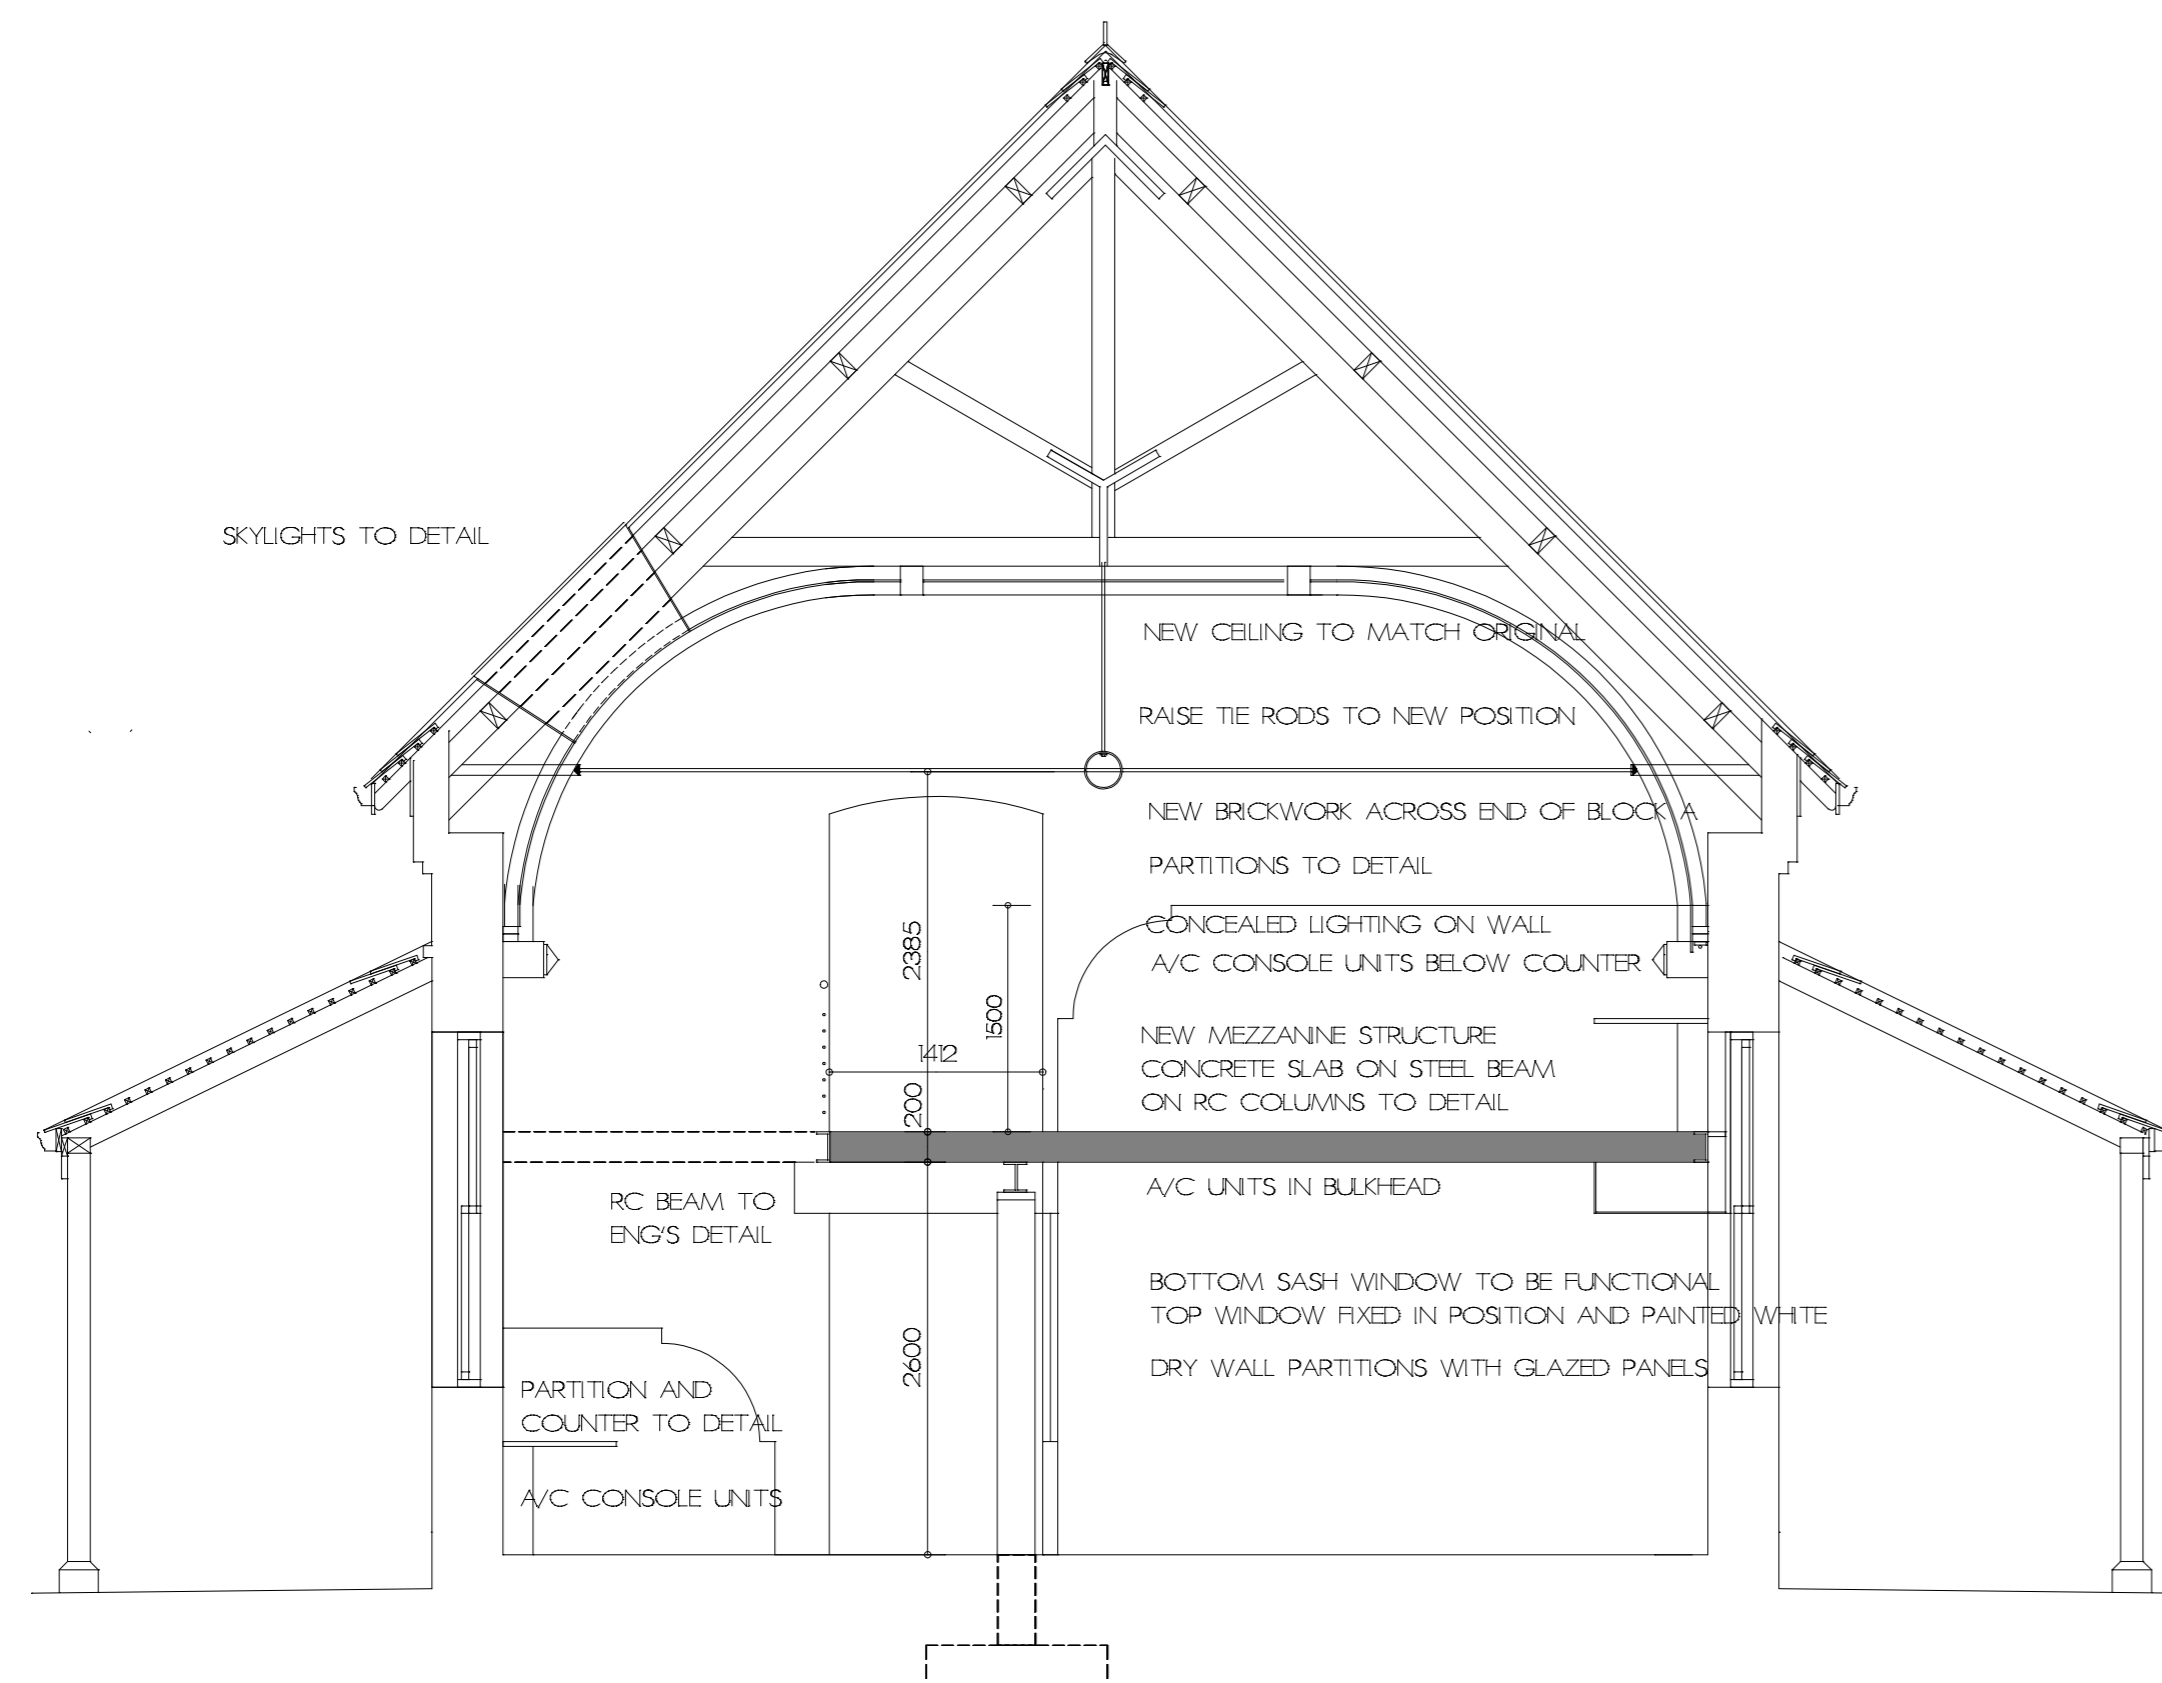 SKYLIGHTS TO DETAIL
NEW CEILING TO MATCH ORIGINAL
RAISE TIE RODS TO NEW POSITION
NEW BRICKWORK ACROSS END OF BLOCK A
PARTITIONS TO DETAIL
CONCEALED LIGHTING ON WALL
A/C CONSOLE UNITS BELOW COUNTER
2385
1500
1412
200
NEW MEZZANINE STRUCTURE
CONCRETE SLAB ON STEEL BEAM
ON RC COLUMNS TO DETAIL
A/C UNITS IN BULKHEAD
RC BEAM TO
ENG'S DETAIL
BOTTOM SASH WINDOW TO BE FUNCTIONAL
TOP WINDOW FIXED IN POSITION AND PAINTED WHITE
DRY WALL PARTITIONS WITH GLAZED PANELS
2600
PARTITION AND
COUNTER TO DETAIL
A/C CONSOLE UNITS